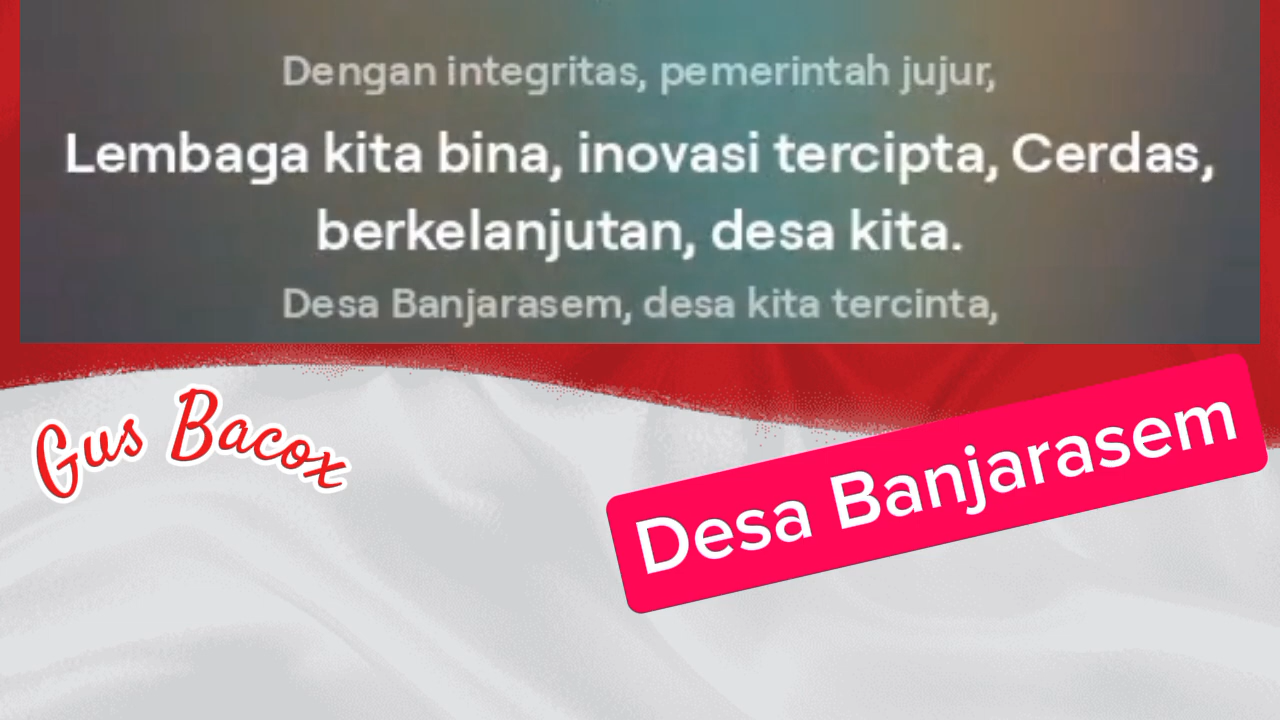 Dengan integritas, pemerintah jujur,
Lembaga kita bina, inovasi tercipta, Cerdas,
berkelanjutan, desa kita.
Desa Banjarasem, desa kita tercinta,
Gus Bacox
Desa Banjarasem